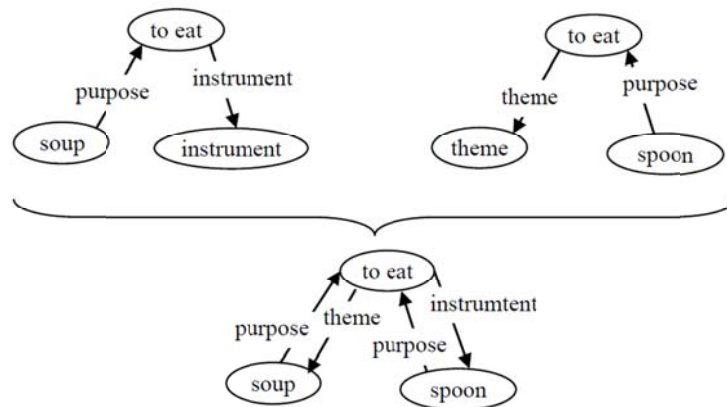 to eat
purpose
instrument
soup
instrument
to eat
theme
purpose
theme
spoon
to eat
purpose
theme
purpose
instrumtent
soup
spoon